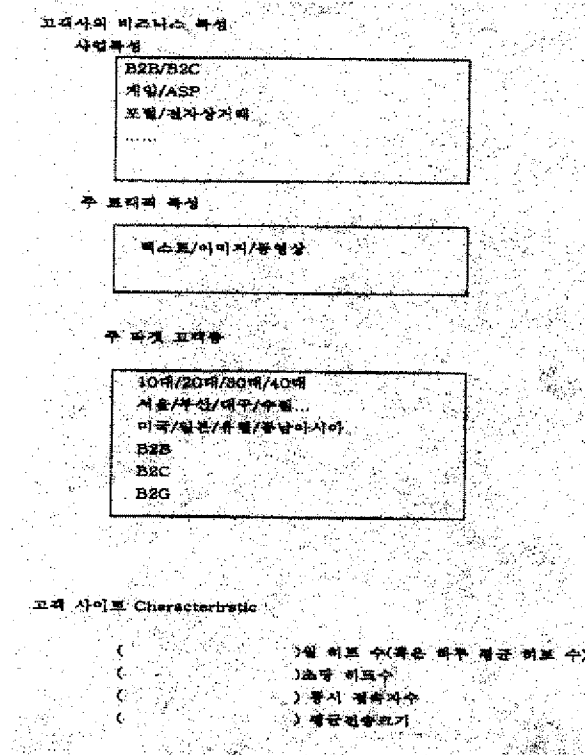 고객사의 비즈니스 특성
사업특성
B2B/B2C
게임/ASP
포털/전자상거래
......
주 트래픽 특성
텍스트/이미지/동영상
주 타겟 고객층
10대/20대/30대/40대
서울/부산/대구/수원...
미국/일본/유럽/동남아시아
B2B
B2C
B2G
고객 사이트 Characterirstic
( )일 히트 수(혹은 하루 평균 히트 수)
( )초당 히트수
( ) 동시 접속자수
( ) 평균전송크기